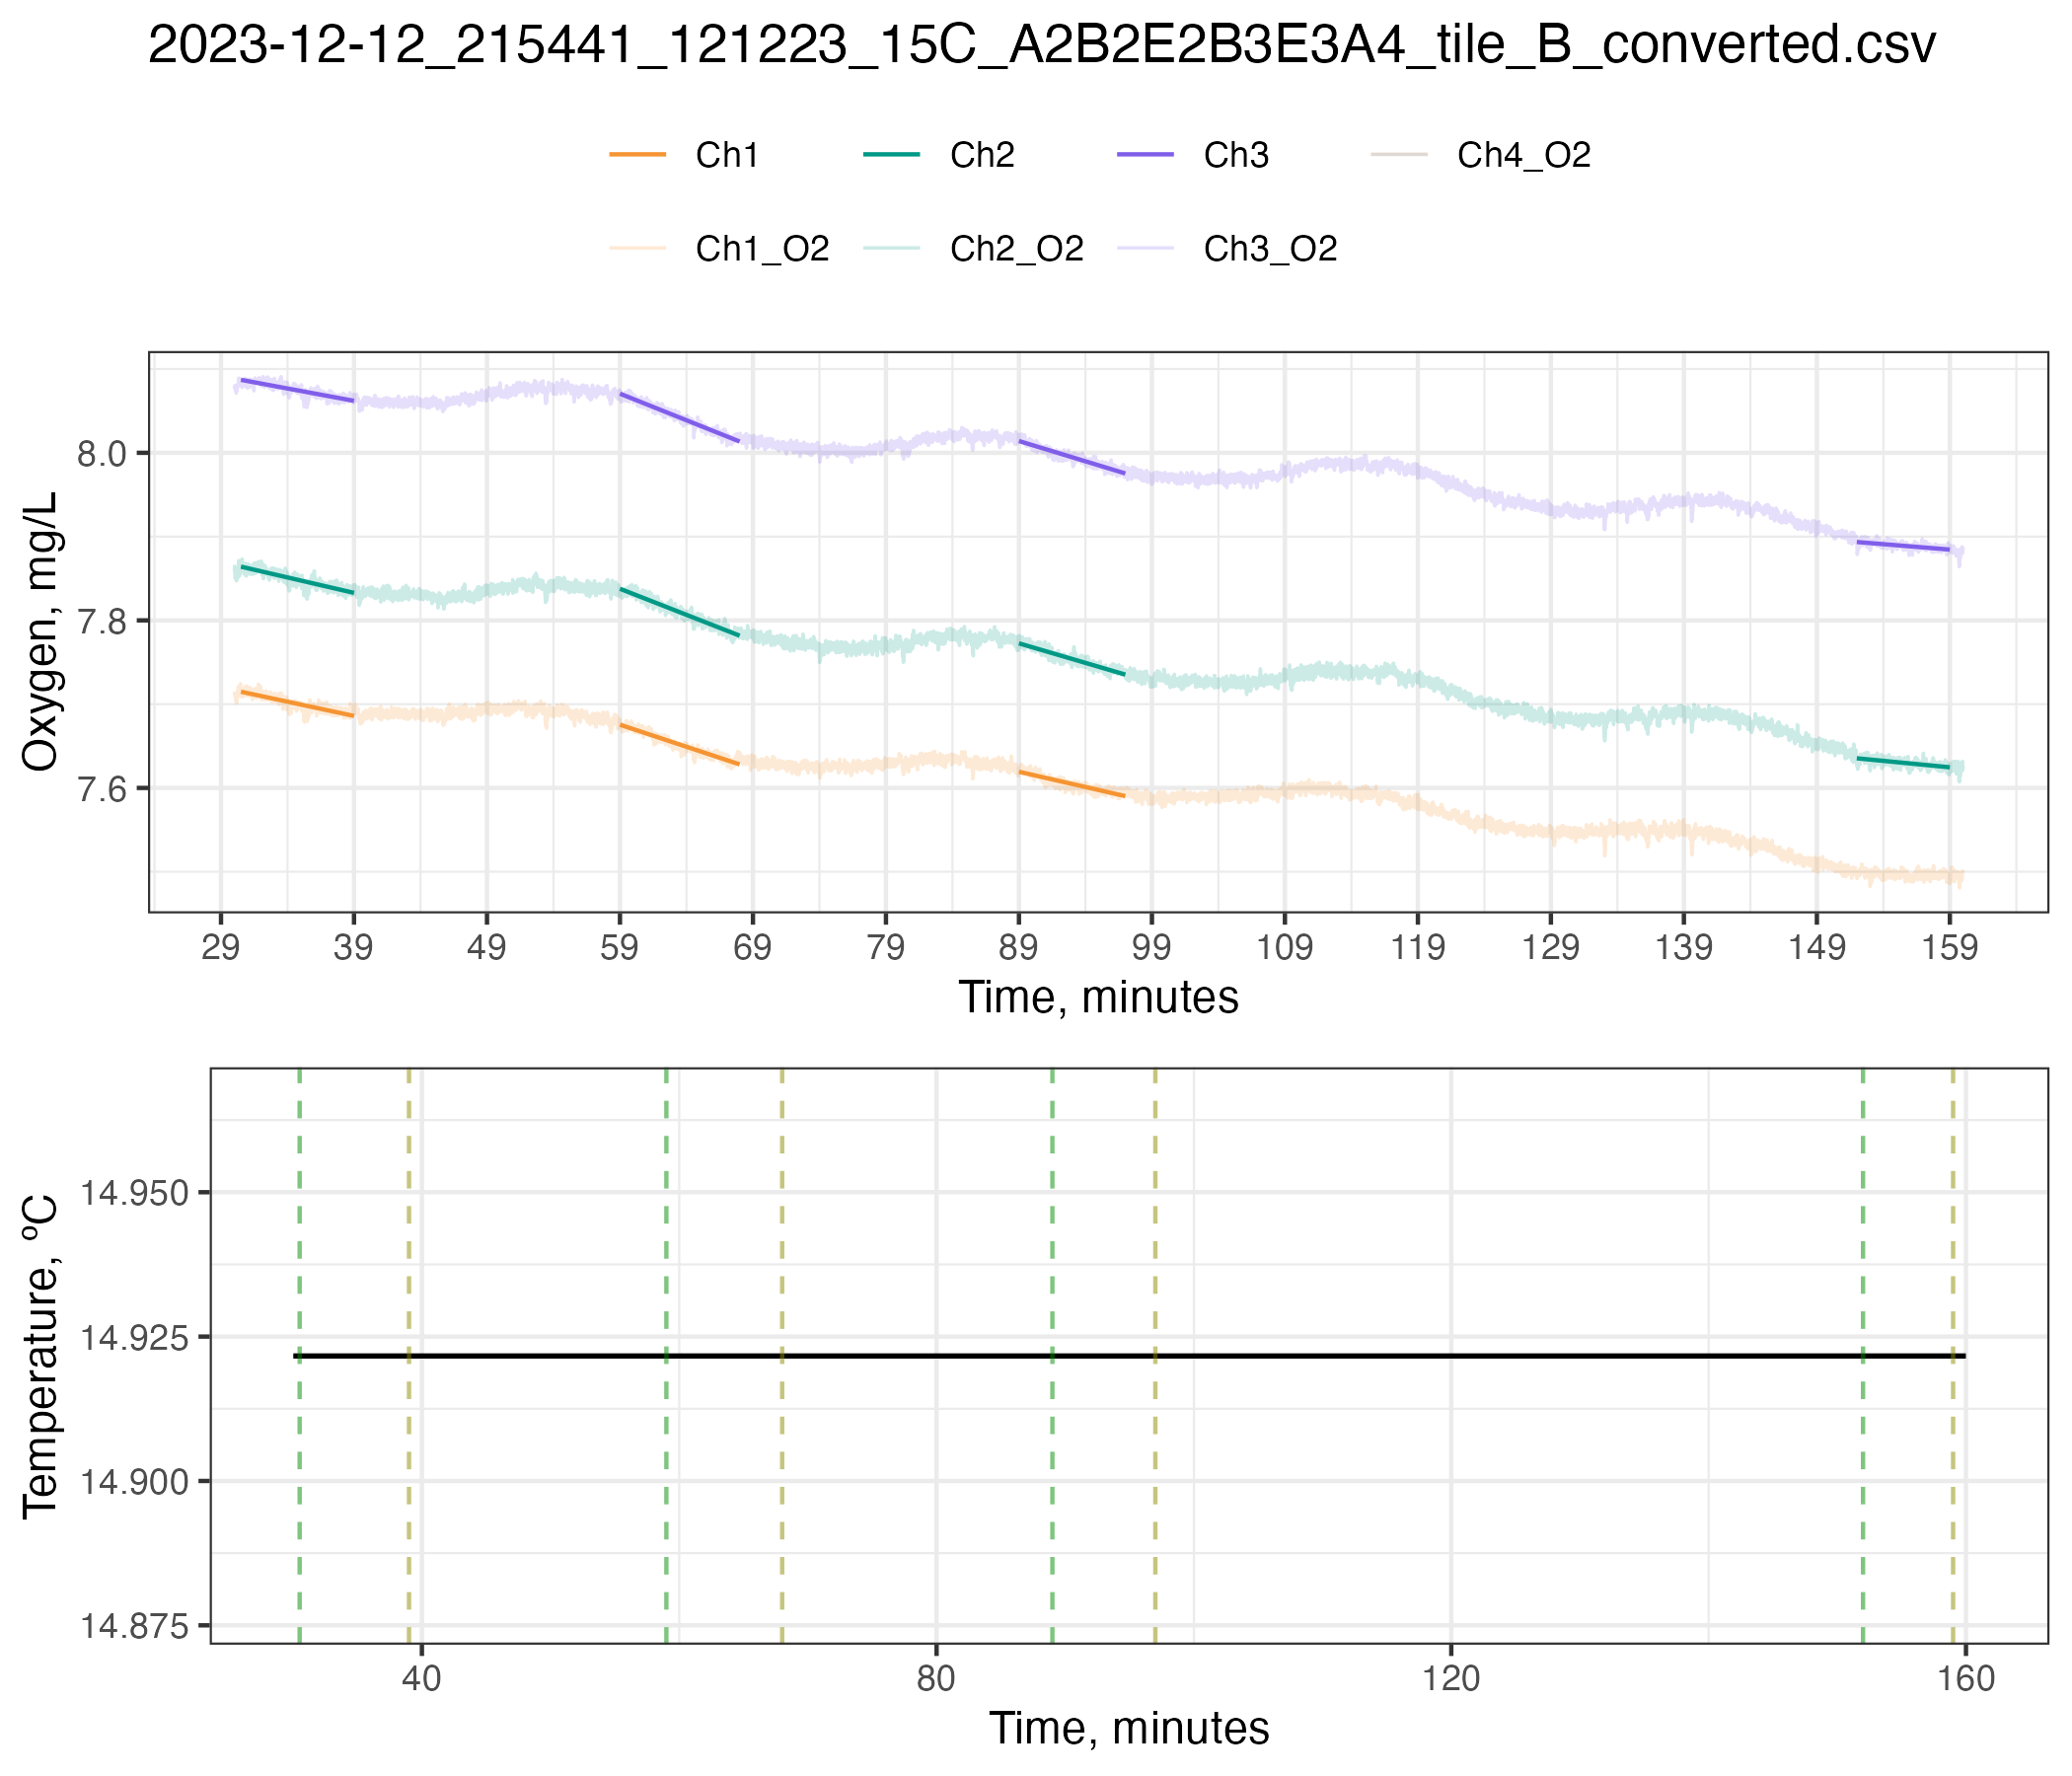 2023-12-12_215441_121223_15C_A2B2E2B3E3A4_tile_B_converted.csv
Ch1 Ch2 Ch3 Ch4_O2
Ch1_O2 Ch2_O2 Ch3_O2
Oxygen, mg/L
8.0
7.8
7.6
29 39 49 59 69 79 89 99 109 119 129 139 149 159
Time, minutes
Temperature, ºC
14.950
14.925
14.900
14.875
40 80 120 160
Time, minutes